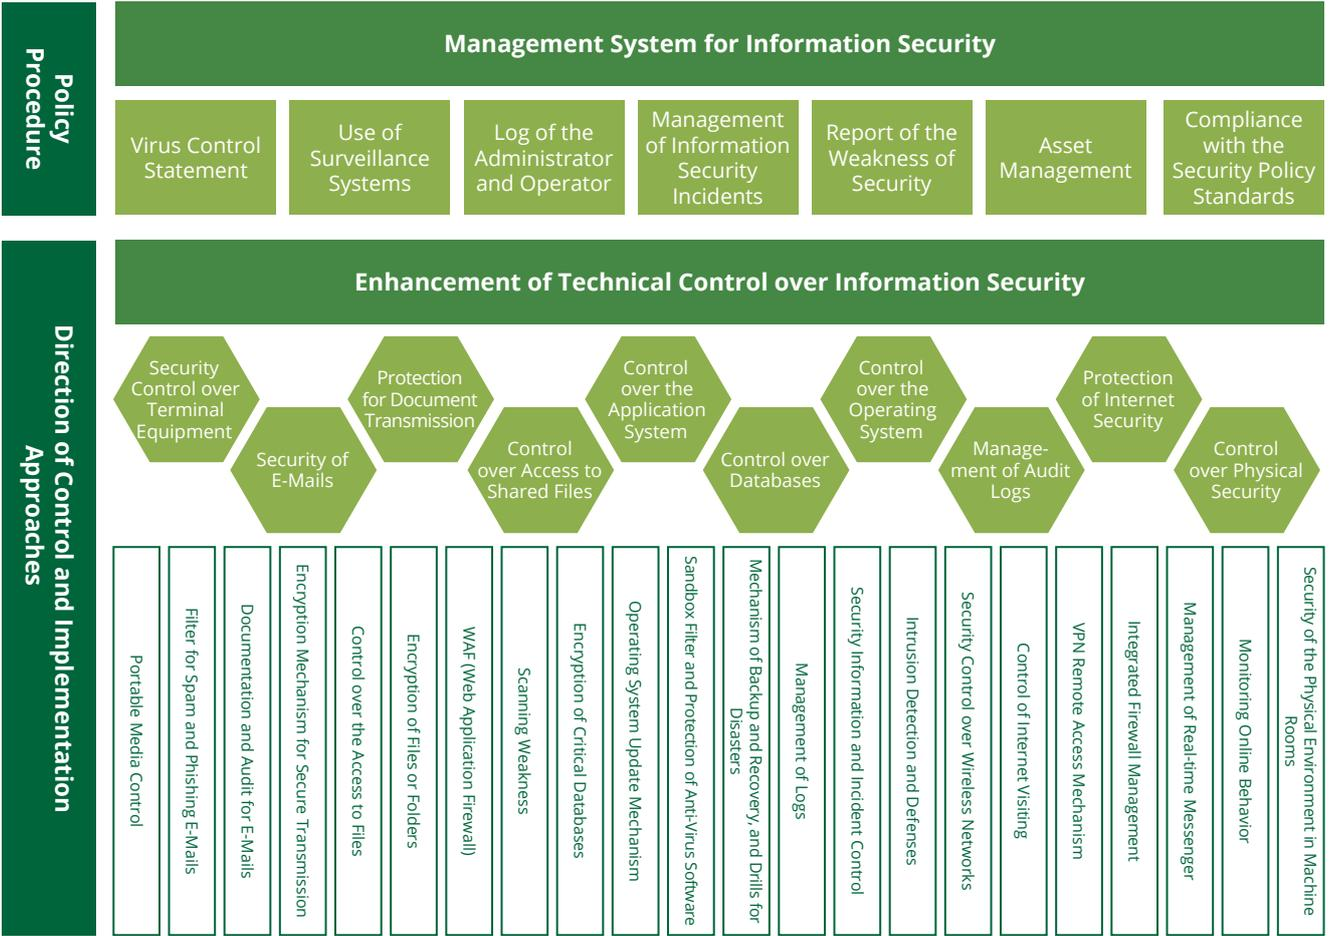 Policy
Procedure
Management System for Information Security
Virus Control
Statement
Use of
Surveillance
Systems
Log of the
Administrator
and Operator
Management
of Information
Security
Incidents
Report of the
Weakness of
Security
Asset
Management
Compliance
with the
Security Policy
Standards
Direction of Control and Implementation
Approaches
Enhancement of Technical Control over Information Security
Security
Control over
Terminal
Equipment
Security of
E-Mails
Protection
for Document
Transmission
Control
over Access to
Shared Files
Control
over the
Application
System
Control over
Databases
Control
over the
Operating
System
Manage-
ment of Audit
Logs
Protection
of Internet
Security
Control
over Physical
Security
Portable Media Control
Filter for Spam and Phishing E-Mails
Documentation and Audit for E-Mails
Encryption Mechanism for Secure Transmission
Control over the Access to Files
Encryption of Files or Folders
WAF (Web Application Firewall)
Scanning Weakness
Encryption of Critical Databases
Operating System Update Mechanism
Sandbox Filter and Protection of Anti-Virus Software
Mechanism of Backup and Recovery, and Drills for
Disasters
Management of Logs
Security Information and Incident Control
Intrusion Detection and Defenses
Security Control over Wireless Networks
Control of Internet Visiting
VPN Remote Access Mechanism
Integrated Firewall Management
Management of Real-time Messenger
Monitoring Online Behavior
Security of the Physical Environment in Machine
Rooms